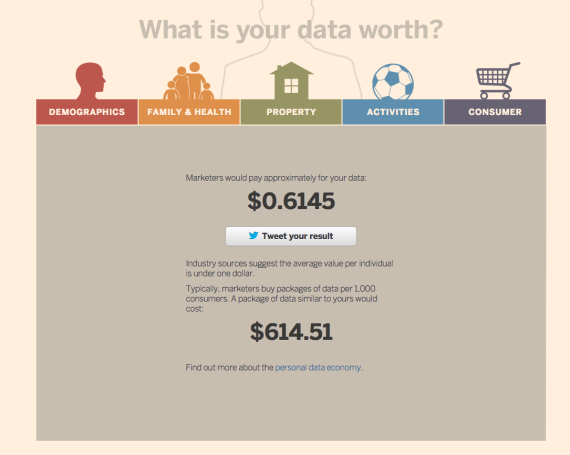 What is your data worth?
DEMOGRAPHICS
FAMILY & HEALTH
PROPERTY
ACTIVITIES
CONSUMER
Marketers would pay approximately for your data:
$0.6145
Tweet your result
Industry sources suggest the average value per individual
is under one dollar.
Typically, marketers buy packages of data per 1,000
consumers. A package of data similar to yours would
cost:
$614.51
Find out more about the personal data economy.